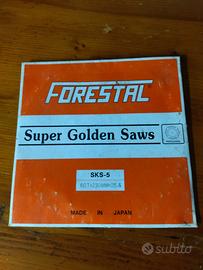 FORESTAL
Super Golden Saws
SKS-5
MADE IN JAPAN
subito